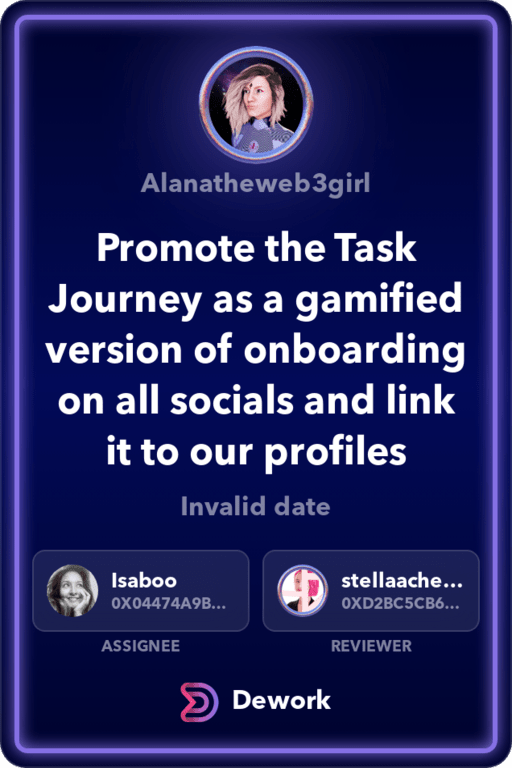 Alanatheweb3girl
Promote the Task
Journey as a gamified
version of onboarding
on all socials and link
it to our profiles
Invalid date
Isaboo
0X04474A9B...
ASSIGNEE
stellaache...
0XD2BC5CB6...
REVIEWER
Dework